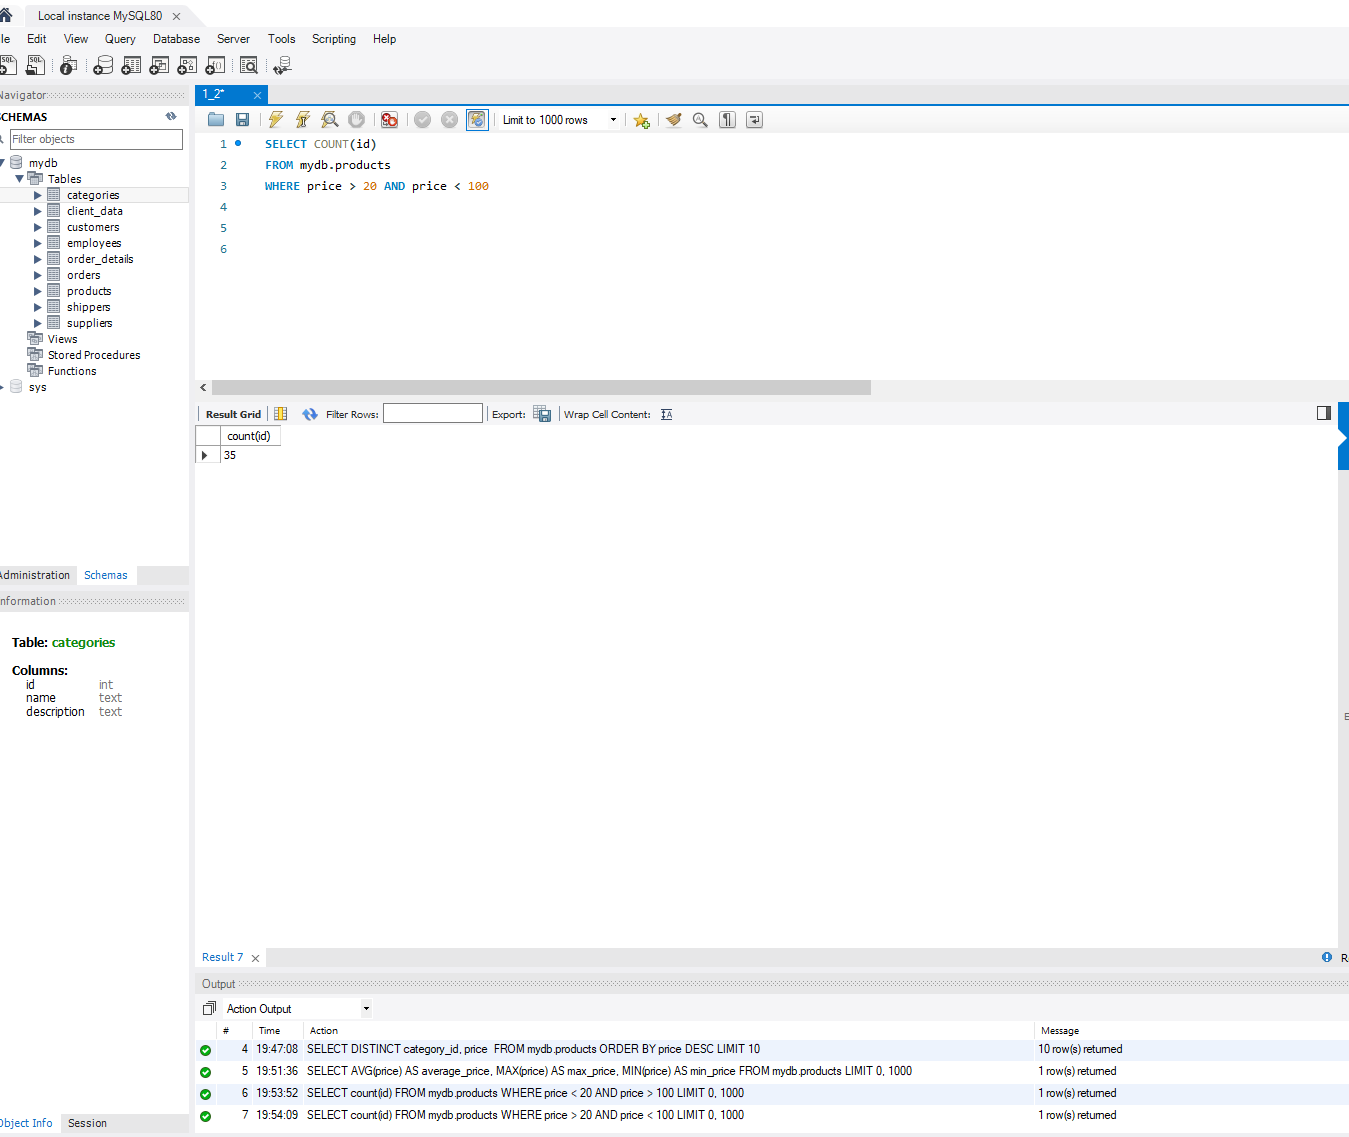 Local instance MySQL80
le Edit View Query Database Server Tools Scripting Help
Navigator
SCHEMAS
Filter objects
mydb
Tables
categories
client_data
customers
employees
order_details
orders
products
shippers
suppliers
Views
Stored Procedures
Functions
sys
Administration Schemas
nformation
Table: categories
Columns:
id int
name text
description text
Object Info Session
1_2*
Limit to 1000 rows
1 SELECT COUNT(id)
2 FROM mydb.products
3 WHERE price > 20 AND price < 100
4
5
6
Result Grid Filter Rows: Export: Wrap Cell Content:
count(id)
35
Result 7
Output
Action Output
# Time Action Message
4 19:47:08 SELECT DISTINCT category_id, price FROM mydb.products ORDER BY price DESC LIMIT 10 10 row(s) returned
5 19:51:36 SELECT AVG(price) AS average_price, MAX(price) AS max_price, MIN(price) AS min_price FROM mydb.products LIMIT 0, 1000 1 row(s) returned
6 19:53:52 SELECT count(id) FROM mydb.products WHERE price < 20 AND price > 100 LIMIT 0, 1000 1 row(s) returned
7 19:54:09 SELECT count(id) FROM mydb.products WHERE price > 20 AND price < 100 LIMIT 0, 1000 1 row(s) returned